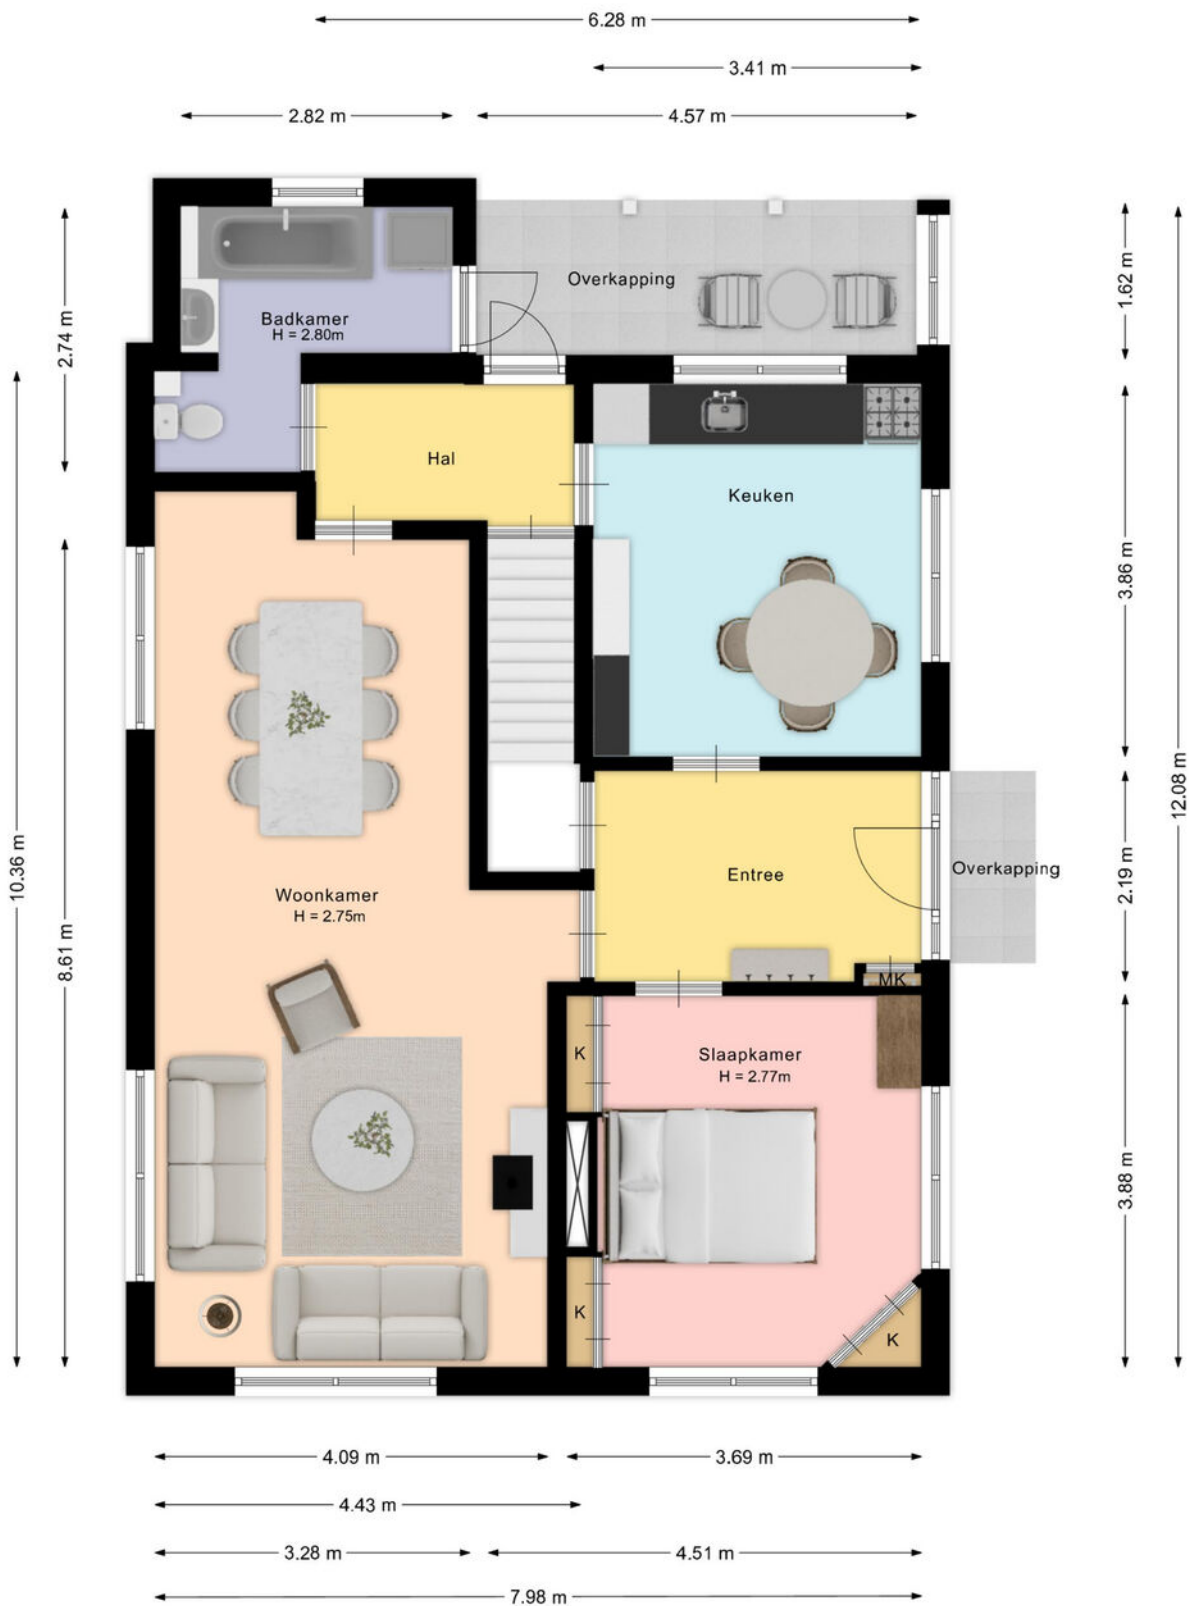 6.28 m
3.41 m
2.82 m
4.57 m
Overkapping
1.62 m
Badkamer
H = 2.80m
2.74 m
Hal
Keuken
3.86 m
12.08 m
10.36 m
Entree
Overkapping
2.19 m
Woonkamer
H = 2.75m
8.61 m
MK
K
Slaapkamer
H = 2.77m
3.88 m
K
K
4.09 m
3.69 m
4.43 m
3.28 m
4.51 m
7.98 m